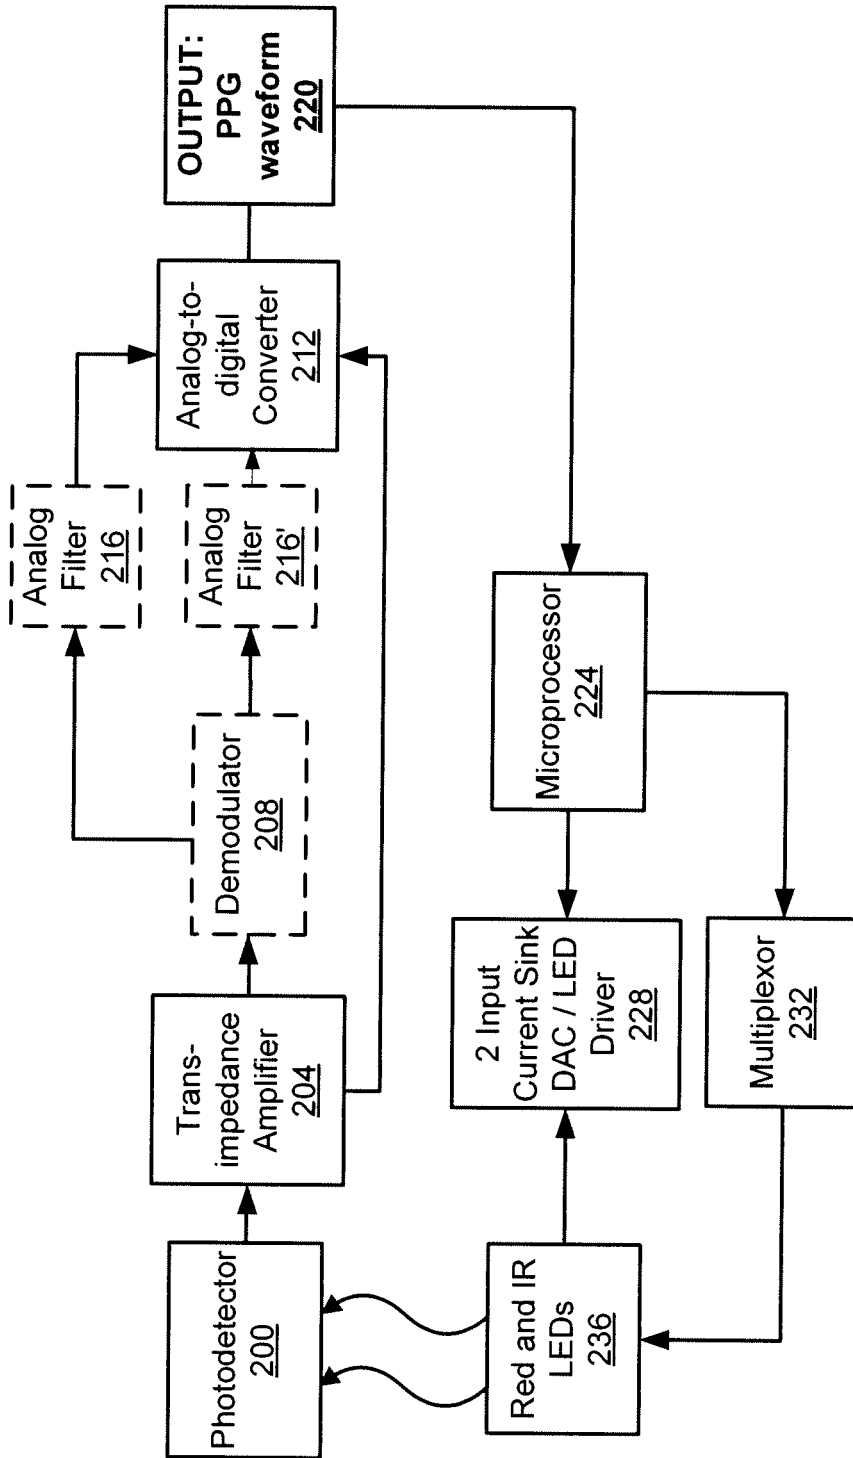 Photodetector
200
Trans-
impedance
Amplifier
204
Demodulator
208
Analog
Filter
216
Analog
Filter
216'
Analog-to-
digital
Converter
212
OUTPUT:
PPG
waveform
220
Red and IR
LEDs
236
2 Input
Current Sink
DAC / LED
Driver
228
Microprocessor
224
Multiplexor
232